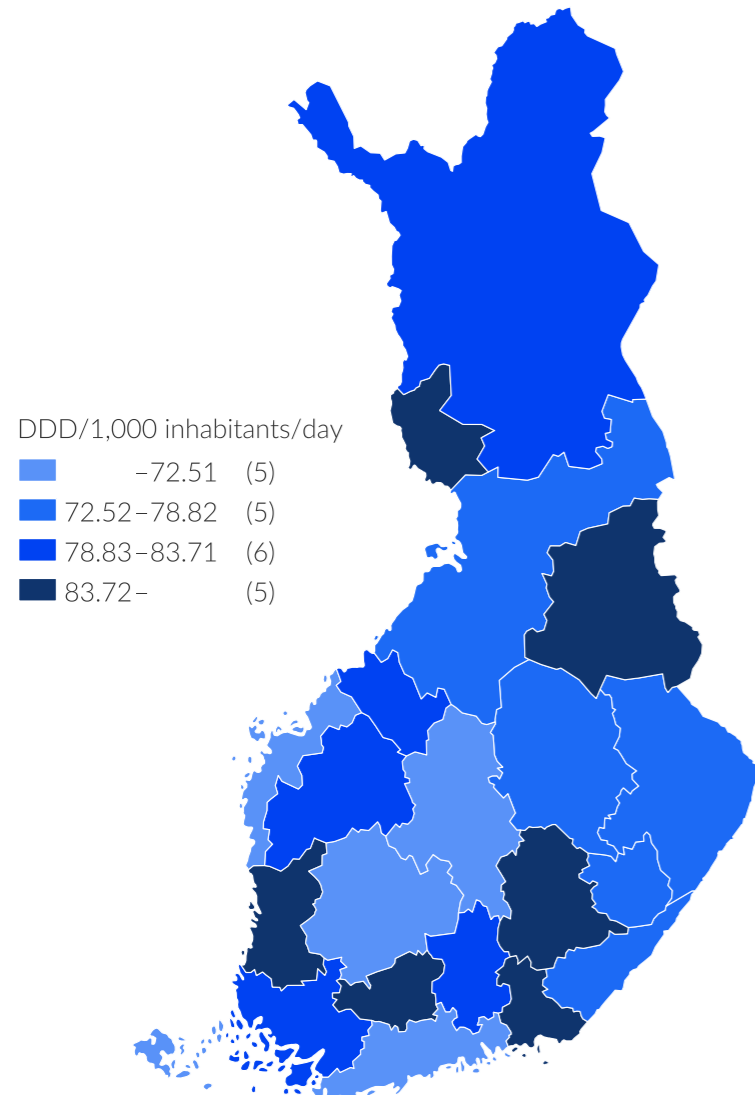 DDD/1,000 inhabitants/day
–72.51 (5)
72.52–78.82 (5)
78.83–83.71 (6)
83.72– (5)